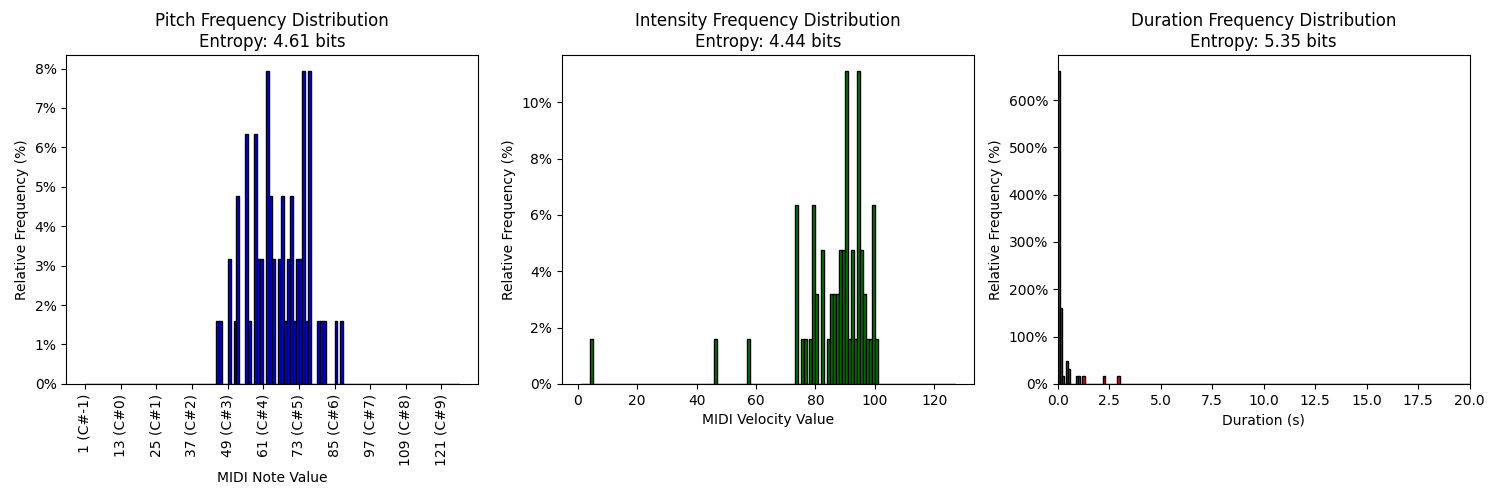 Pitch Frequency Distribution
Entropy: 4.61 bits
Relative Frequency (%)
8%
7%
6%
5%
4%
3%
2%
1%
0%
1 (C#-1)
13 (C#0)
25 (C#1)
37 (C#2)
49 (C#3)
61 (C#4)
73 (C#5)
85 (C#6)
97 (C#7)
109 (C#8)
121 (C#9)
MIDI Note Value
Intensity Frequency Distribution
Entropy: 4.44 bits
Relative Frequency (%)
10%
8%
6%
4%
2%
0%
0
20
40
60
80
100
120
MIDI Velocity Value
Duration Frequency Distribution
Entropy: 5.35 bits
Relative Frequency (%)
600%
500%
400%
300%
200%
100%
0%
0.0
2.5
5.0
7.5
10.0
12.5
15.0
17.5
20.0
Duration (s)